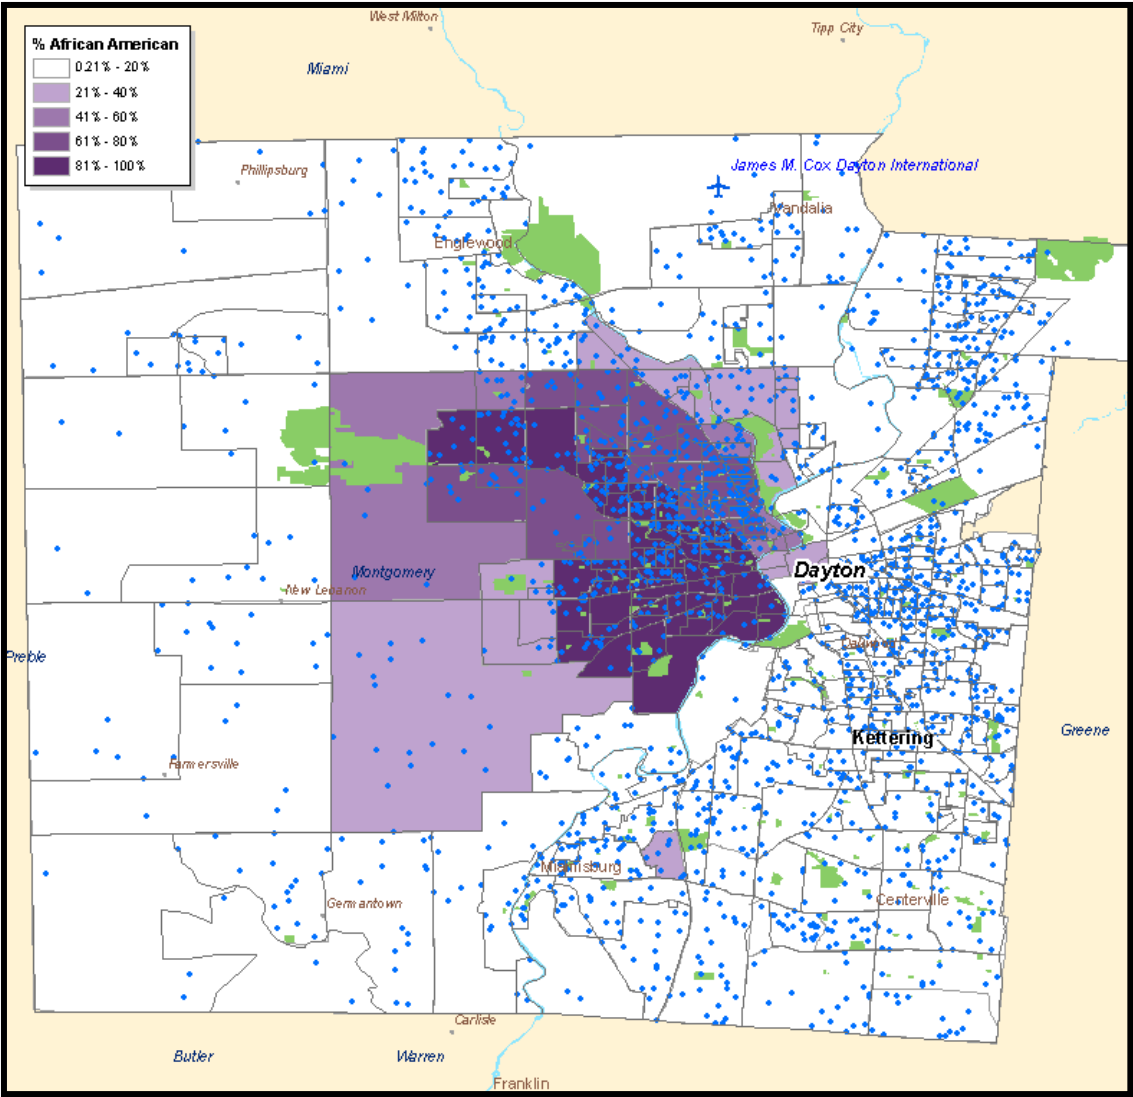 West Milton
Tipp City
% African American
0.21% - 20%
21% - 40%
41% - 60%
61% - 80%
81% - 100%
Miami
Phillipsburg
James M. Cox Dayton International
Vandalia
Englewood
Dayton
Montgomery
New Lebanon
Preble
Greene
Kettering
Farmersville
Miamisburg
Centerville
Germantown
Carlisle
Butler
Warren
Franklin